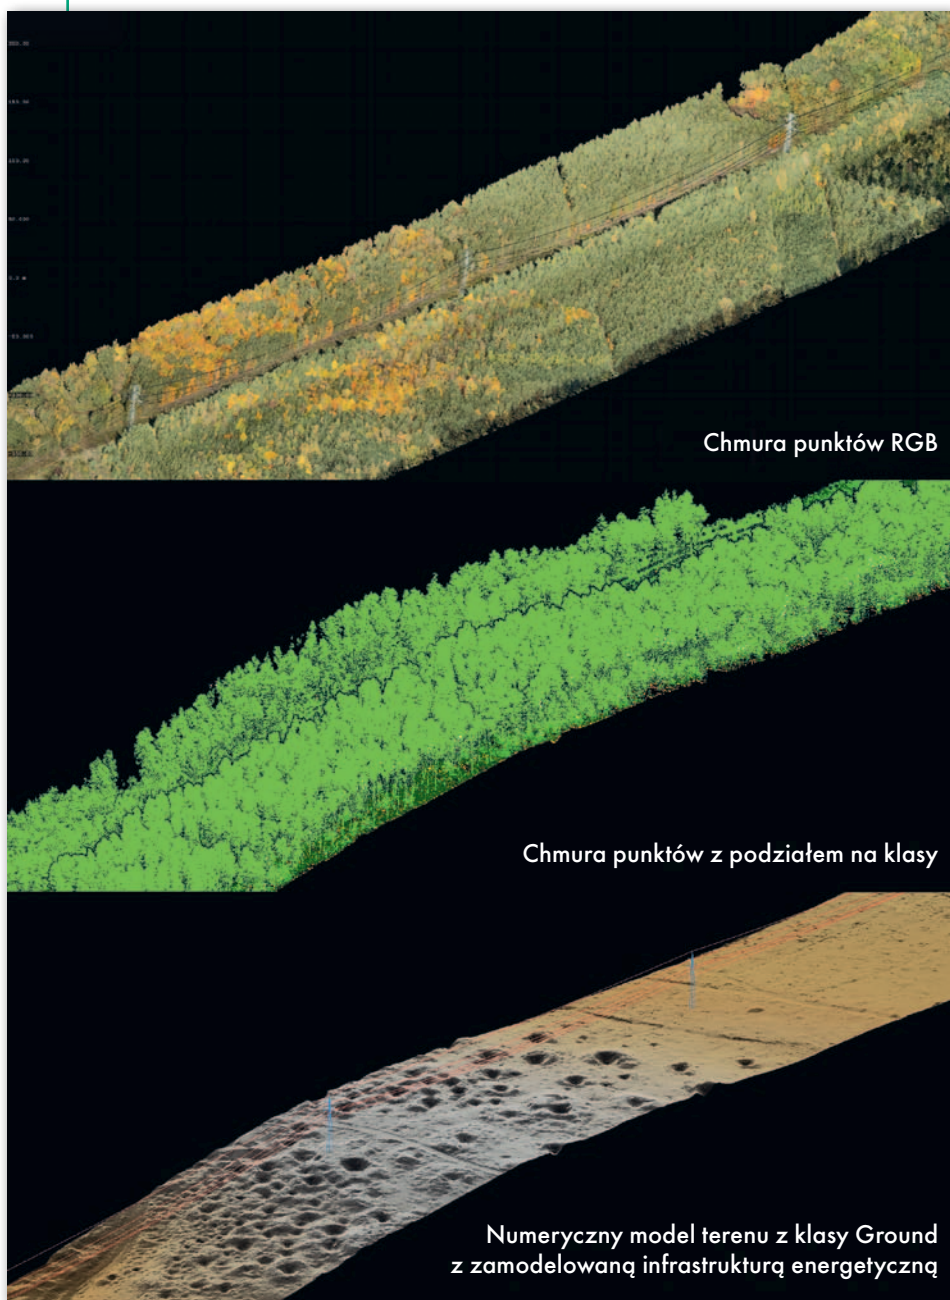 Chmura punktów RGB
Chmura punktów z podziałem na klasy
Numeryczny model terenu z klasy Ground
z zamodelowaną infrastrukturą energetyczną